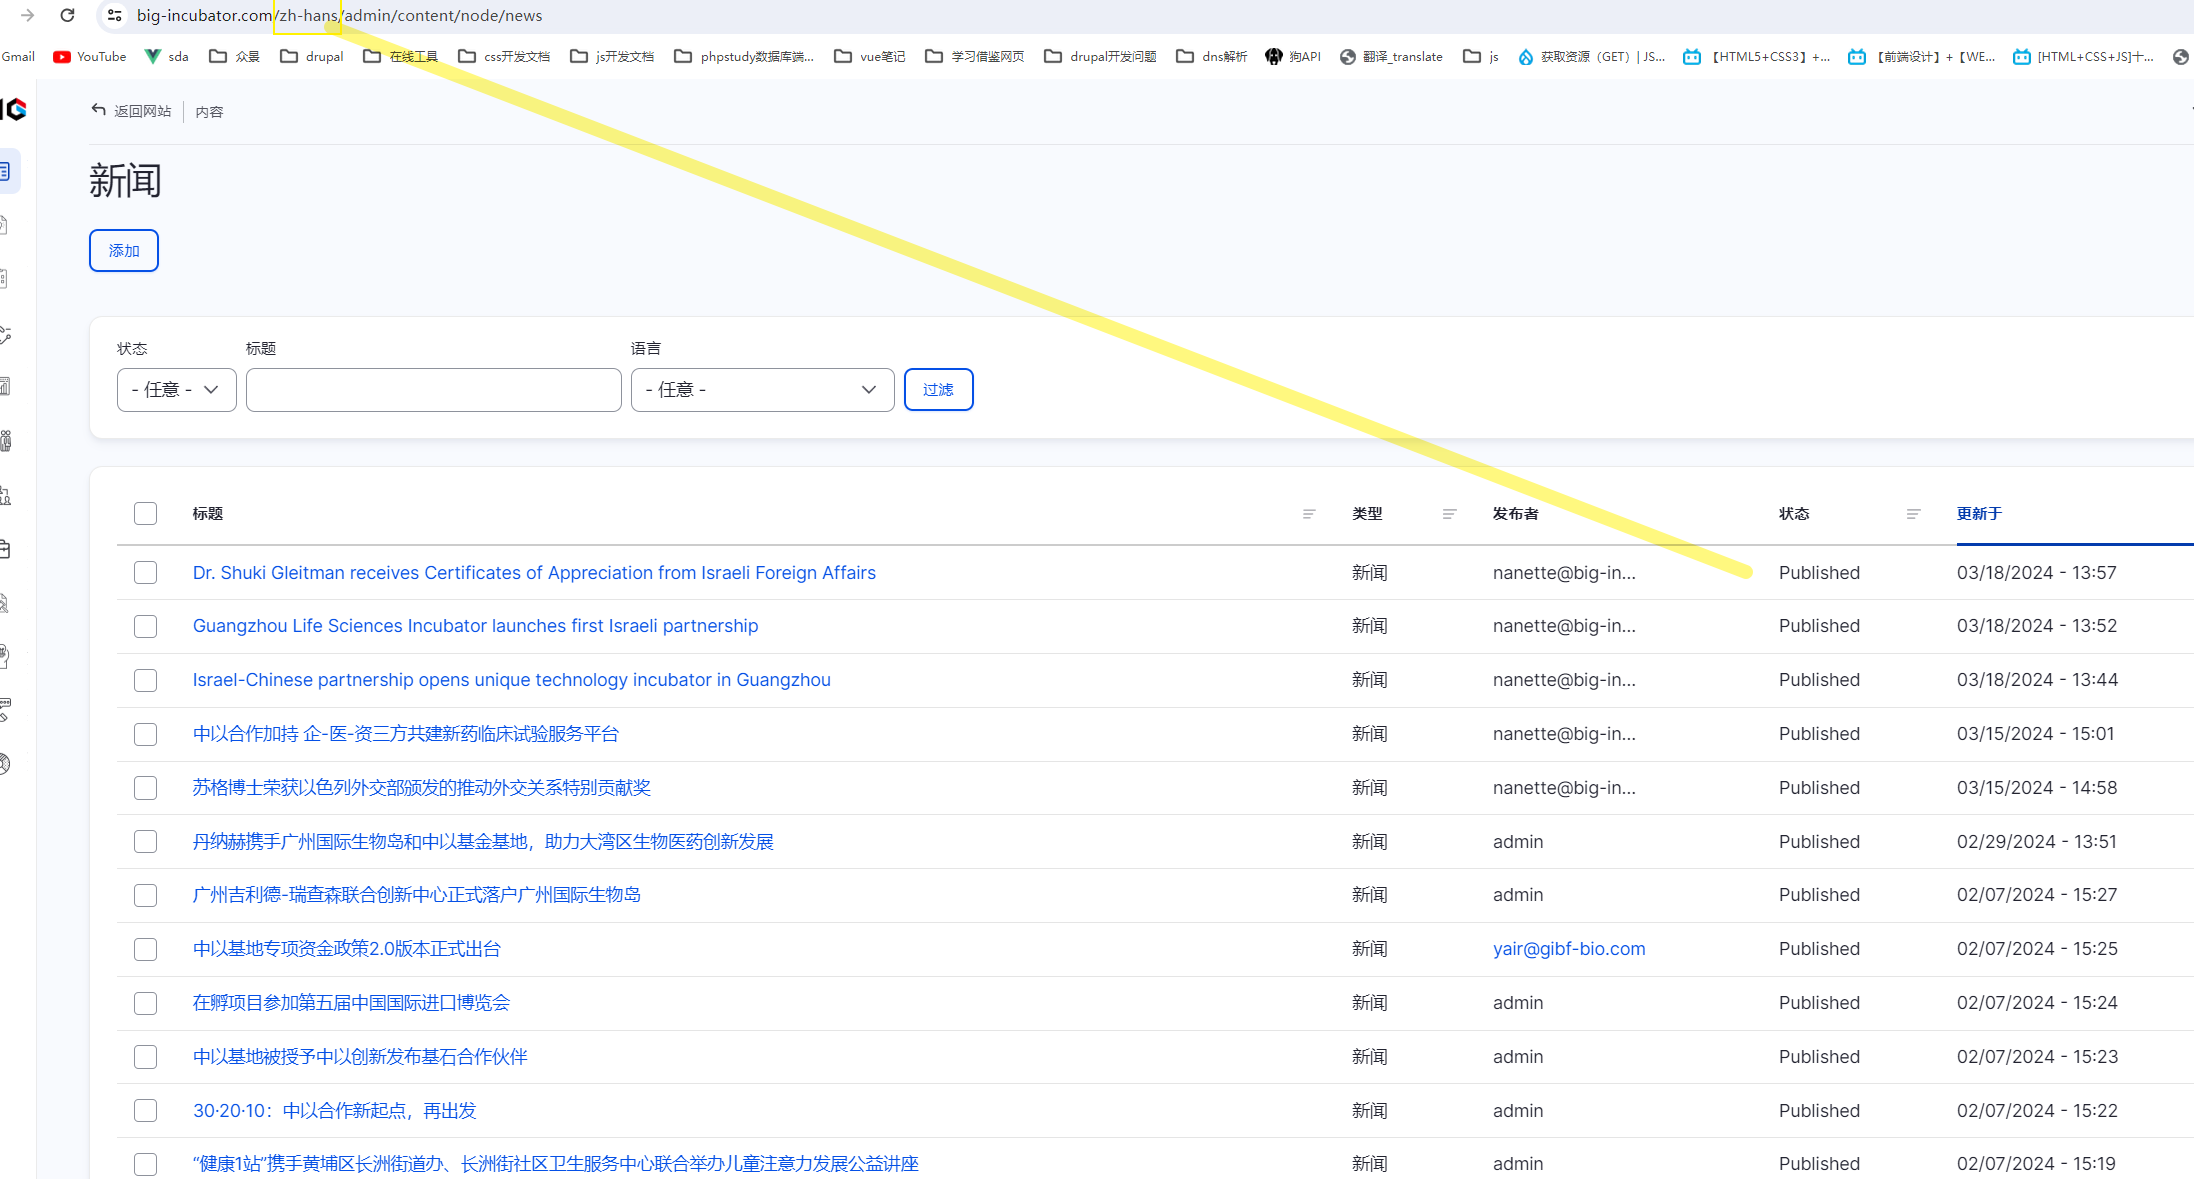 big-incubator.com/zh-hans/admin/content/node/news
Gmail YouTube sda 众景 drupal 在线工具 css开发文档 js开发文档 phpstudy数据库端... vue笔记 学习借鉴网页 drupal开发问题 dns解析 狗API 翻译_translate js 获取资源（GET）| JS... 【HTML5+CSS3】+... 【前端设计】+【WE... [HTML+CSS+JS]十...
返回网站 内容
新闻
添加
状态 标题 语言
- 任意 - - 任意 - 过滤
标题 类型 发布者 状态 更新于
Dr. Shuki Gleitman receives Certificates of Appreciation from Israeli Foreign Affairs 新闻 nanette@big-in... Published 03/18/2024 - 13:57
Guangzhou Life Sciences Incubator launches first Israeli partnership 新闻 nanette@big-in... Published 03/18/2024 - 13:52
Israel-Chinese partnership opens unique technology incubator in Guangzhou 新闻 nanette@big-in... Published 03/18/2024 - 13:44
中以合作加持 企-医-资三方共建新药临床试验服务平台 新闻 nanette@big-in... Published 03/15/2024 - 15:01
苏格博士荣获以色列外交部颁发的推动外交关系特别贡献奖 新闻 nanette@big-in... Published 03/15/2024 - 14:58
丹纳赫携手广州国际生物岛和中以基金基地，助力大湾区生物医药创新发展 新闻 admin Published 02/29/2024 - 13:51
广州吉利德-瑞查森联合创新中心正式落户广州国际生物岛 新闻 admin Published 02/07/2024 - 15:27
中以基地专项资金政策2.0版本正式出台 新闻 yair@gibf-bio.com Published 02/07/2024 - 15:25
在孵项目参加第五届中国国际进口博览会 新闻 admin Published 02/07/2024 - 15:24
中以基地被授予中以创新发布基石合作伙伴 新闻 admin Published 02/07/2024 - 15:23
30·20·10：中以合作新起点，再出发 新闻 admin Published 02/07/2024 - 15:22
“健康1站”携手黄埔区长洲街道办、长洲街社区卫生服务中心联合举办儿童注意力发展公益讲座 新闻 admin Published 02/07/2024 - 15:19